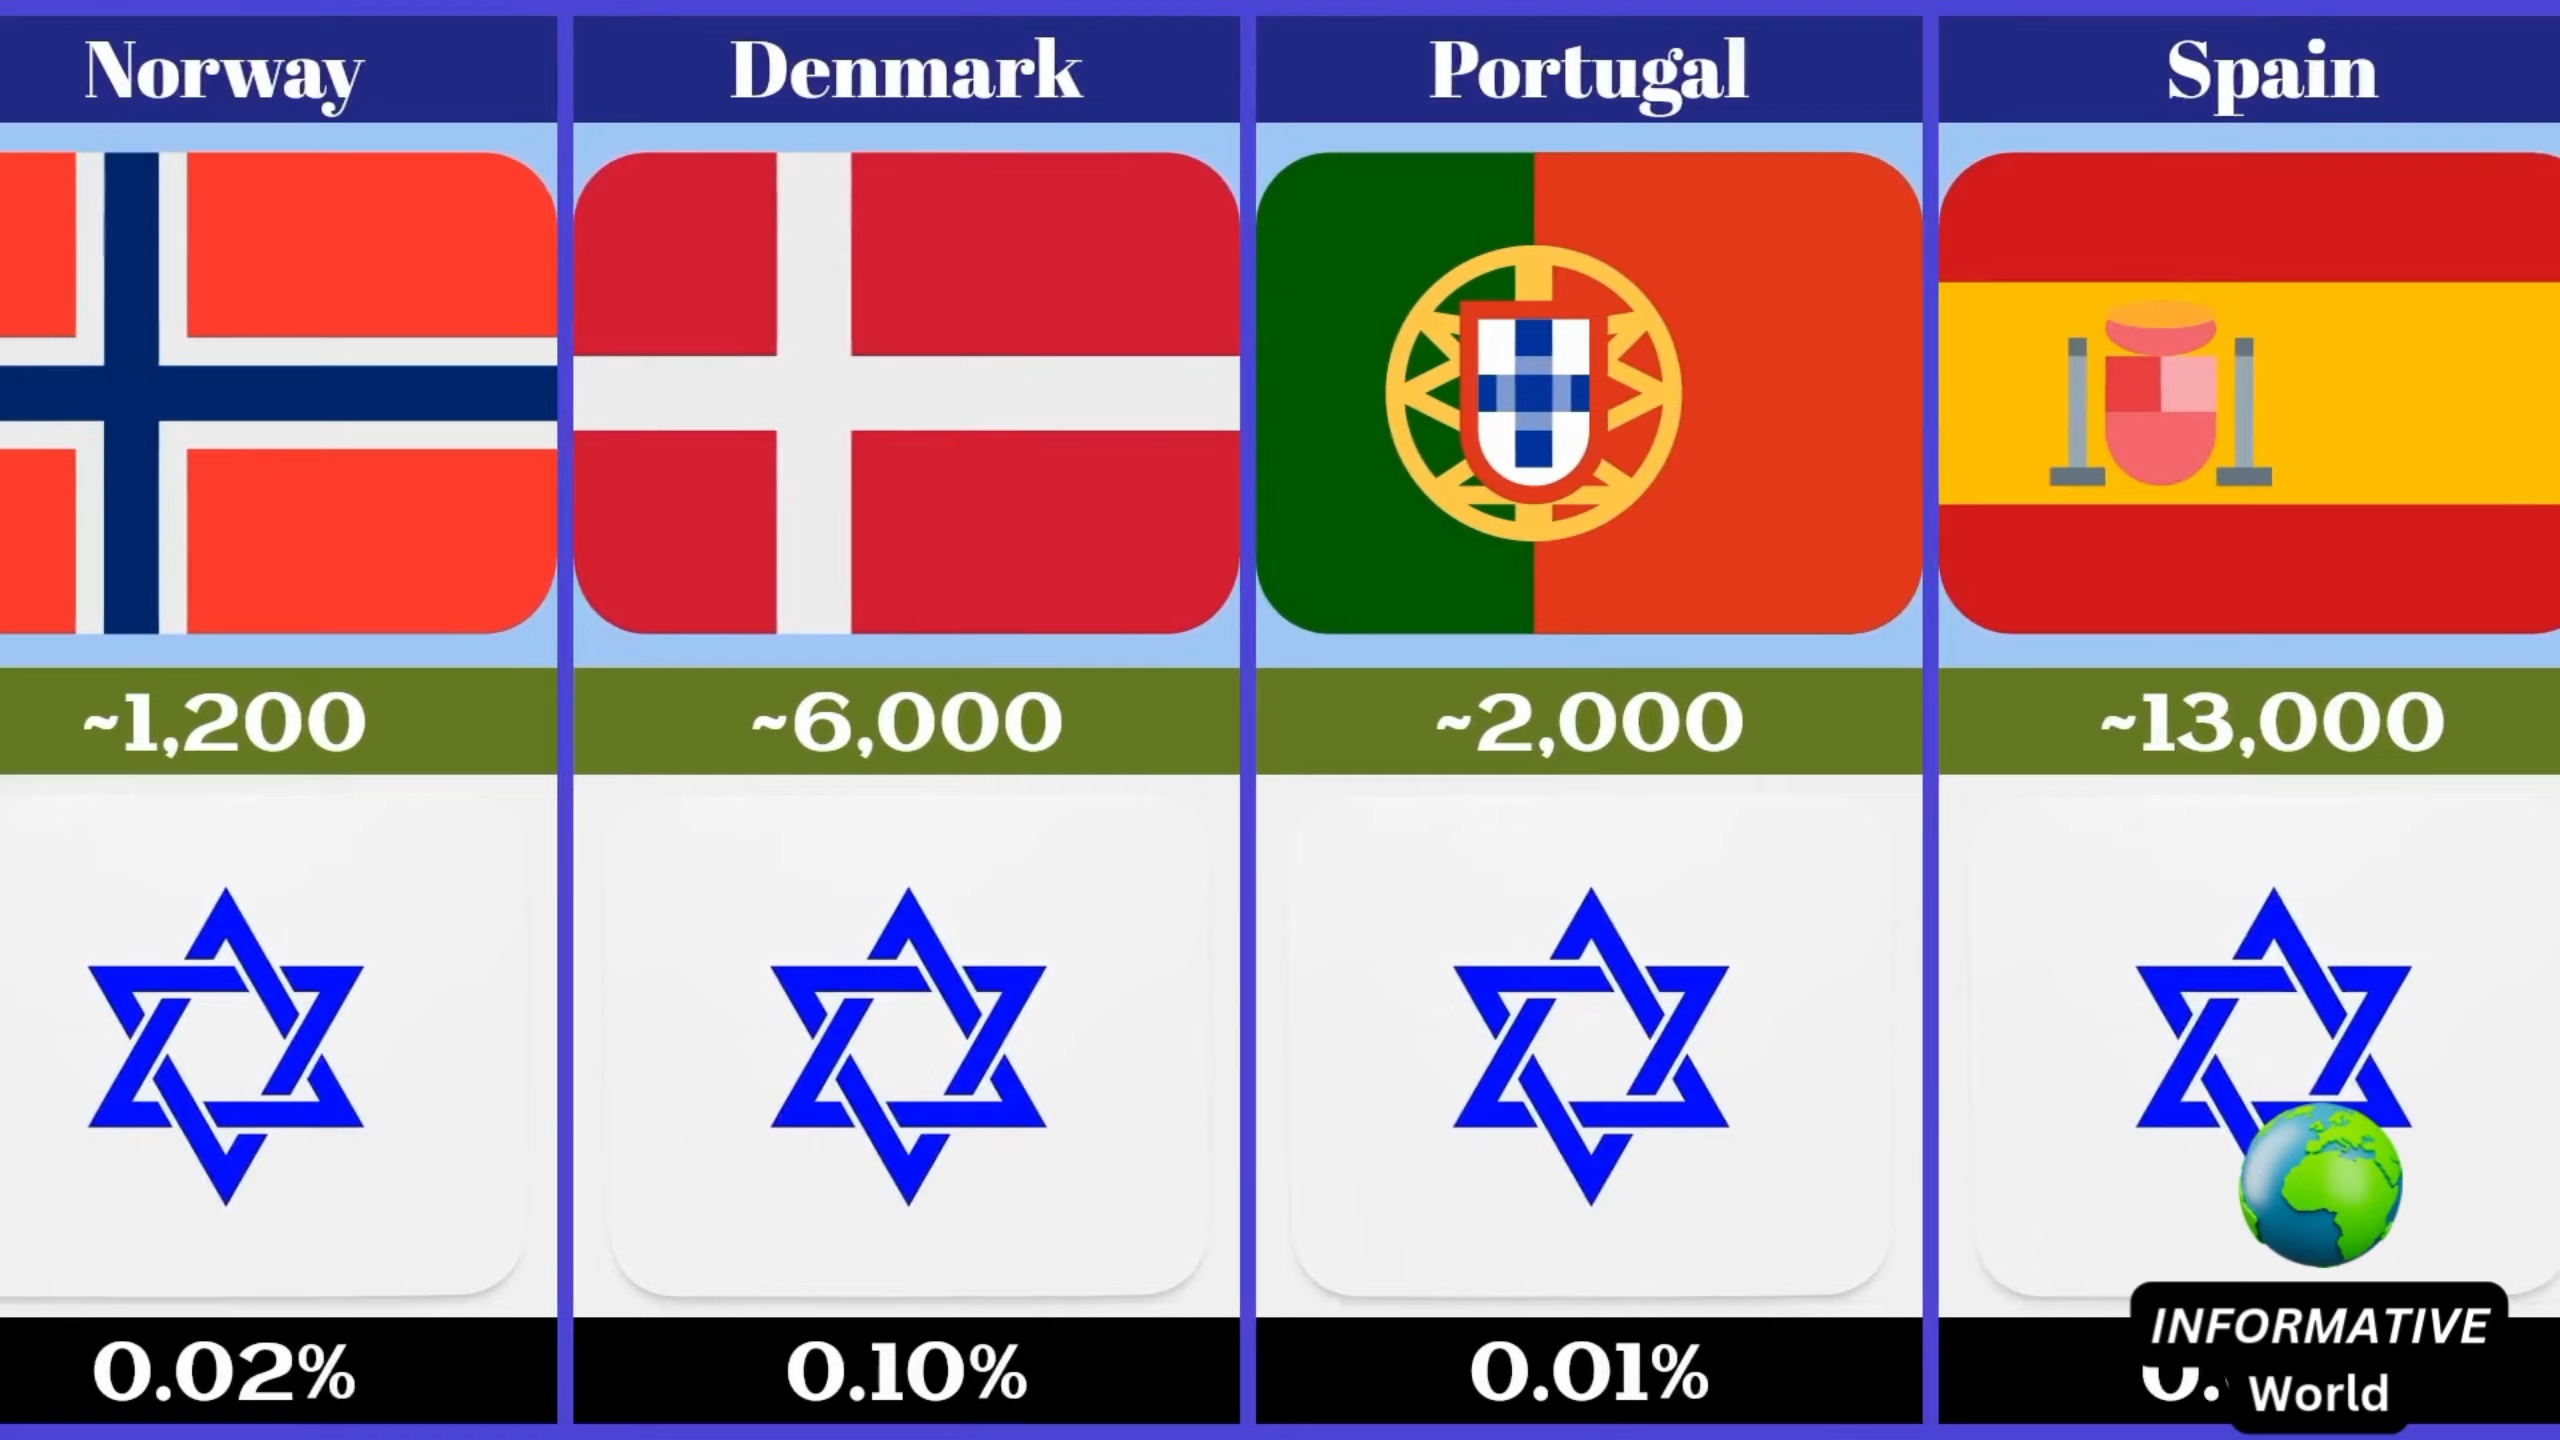 Norway
Denmark
Portugal
Spain
~1,200
~6,000
~2,000
~13,000
0.02%
0.10%
0.01%
0.
INFORMATIVE
World